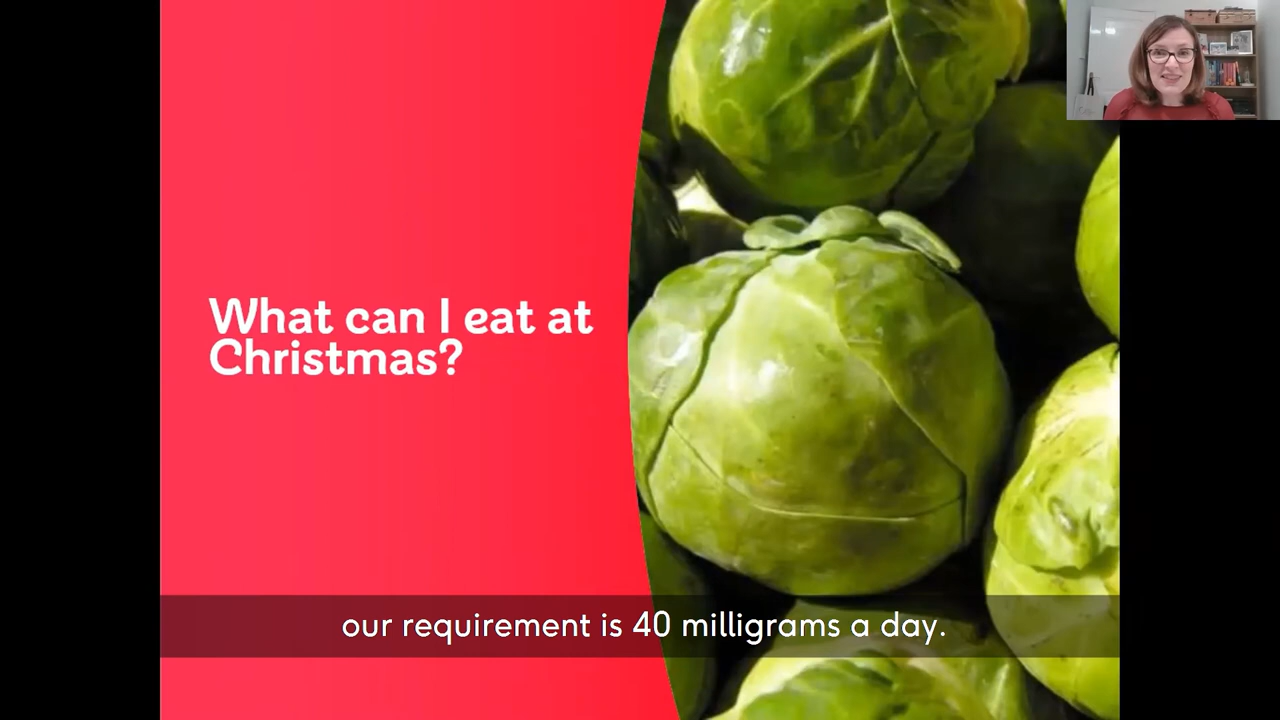 What can I eat at
Christmas?
our requirement is 40 milligrams a day.